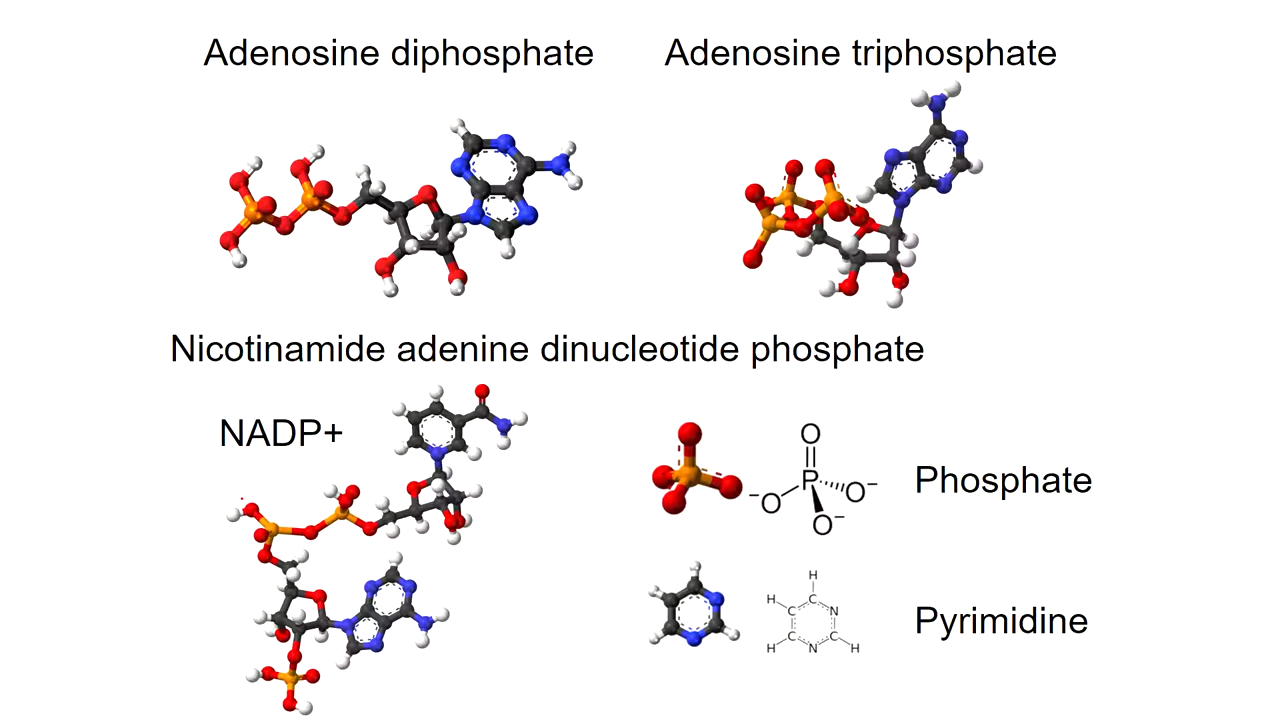 Adenosine diphosphate
Adenosine triphosphate
Nicotinamide adenine dinucleotide phosphate
NADP+
O
P
⁻O
O⁻
O⁻
Phosphate
H
H
C
C
N
C
C
H
N
H
Pyrimidine